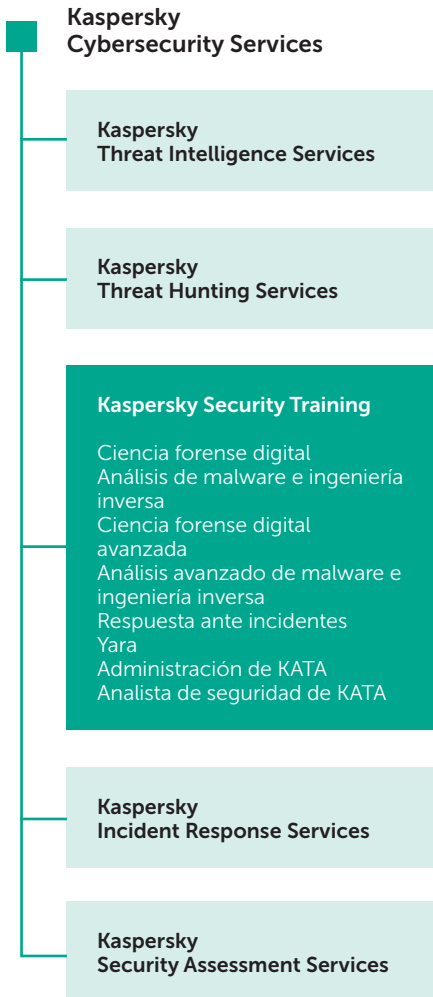 Kaspersky
Cybersecurity Services
Kaspersky
Threat Intelligence Services
Kaspersky
Threat Hunting Services
Kaspersky Security Training
Ciencia forense digital
Análisis de malware e ingeniería
inversa
Ciencia forense digital
avanzada
Análisis avanzado de malware e
ingeniería inversa
Respuesta ante incidentes
Yara
Administración de KATA
Analista de seguridad de KATA
Kaspersky
Incident Response Services
Kaspersky
Security Assessment Services